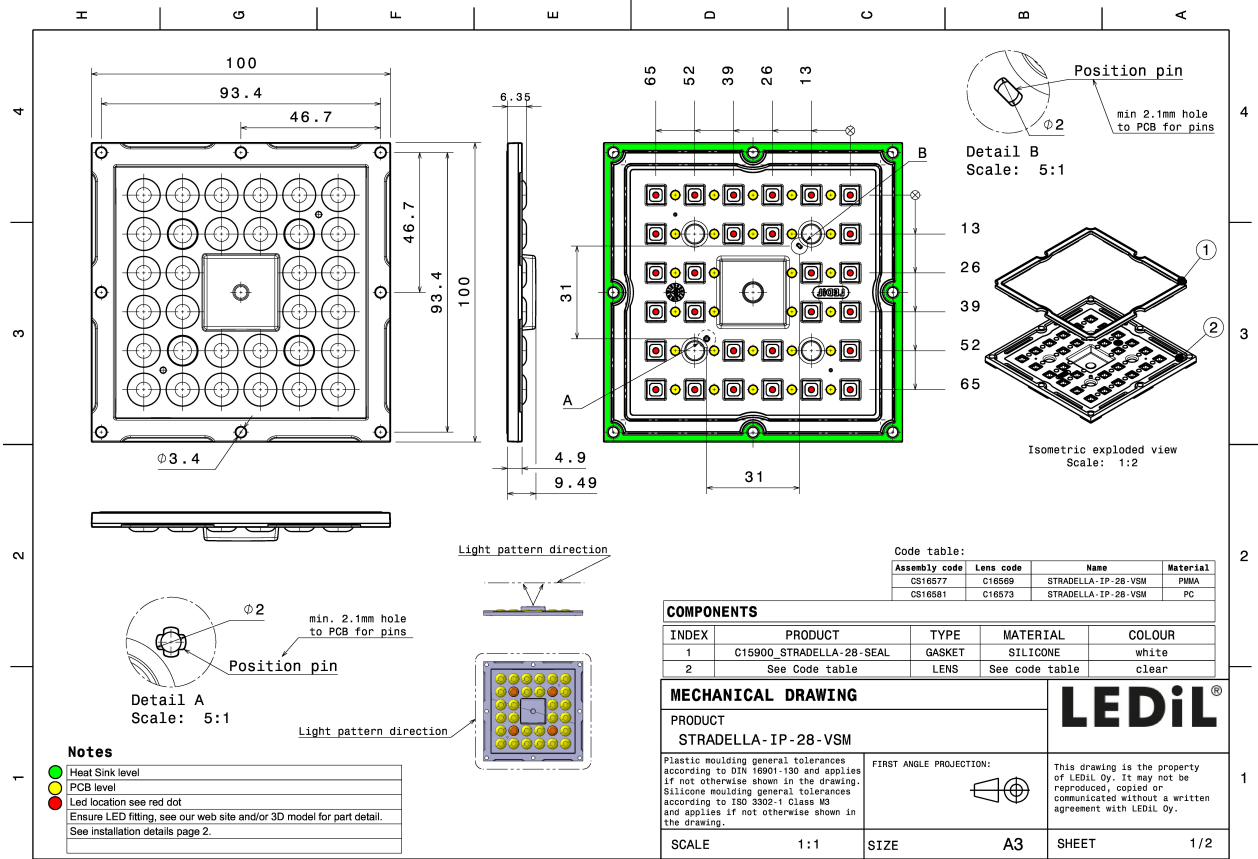 H G F E D C B A
4
4
3
3
2
2
1
1
100
93.4
46.7
46.7
93.4
100
Φ3.4
6.35
4.9
9.49
65 52 39 26 13
B
13
26
39
52
65
31
31
A
Position pin
min 2.1mm hole
to PCB for pins
Φ2
Detail B
Scale: 5:1
1
2
Isometric exploded view
Scale: 1:2
Φ2
min. 2.1mm hole
to PCB for pins
Position pin
Detail A
Scale: 5:1
Light pattern direction
Light pattern direction
Notes
Heat Sink level
PCB level
Led location see red dot
Ensure LED fitting, see our web site and/or 3D model for part detail.
See installation details page 2.
Code table:
Assembly code Lens code Name Material
CS16577 C16569 STRADELLA-IP-28-VSM PMMA
CS16581 C16573 STRADELLA-IP-28-VSM PC
COMPONENTS
INDEX PRODUCT TYPE MATERIAL COLOUR
1 C15900_STRADELLA-28-SEAL GASKET SILICONE white
2 See Code table LENS See code table clear
MECHANICAL DRAWING
PRODUCT
STRADELLA-IP-28-VSM
LEDiL®
Plastic moulding general tolerances
according to DIN 16901-130 and applies
if not otherwise shown in the drawing.
Silicone moulding general tolerances
according to ISO 3302-1 Class M3
and applies if not otherwise shown in
the drawing.
FIRST ANGLE PROJECTION:
This drawing is the property
of LEDiL Oy. It may not be
reproduced, copied or
communicated without a written
agreement with LEDiL Oy.
SCALE 1:1 SIZE A3 SHEET 1/2